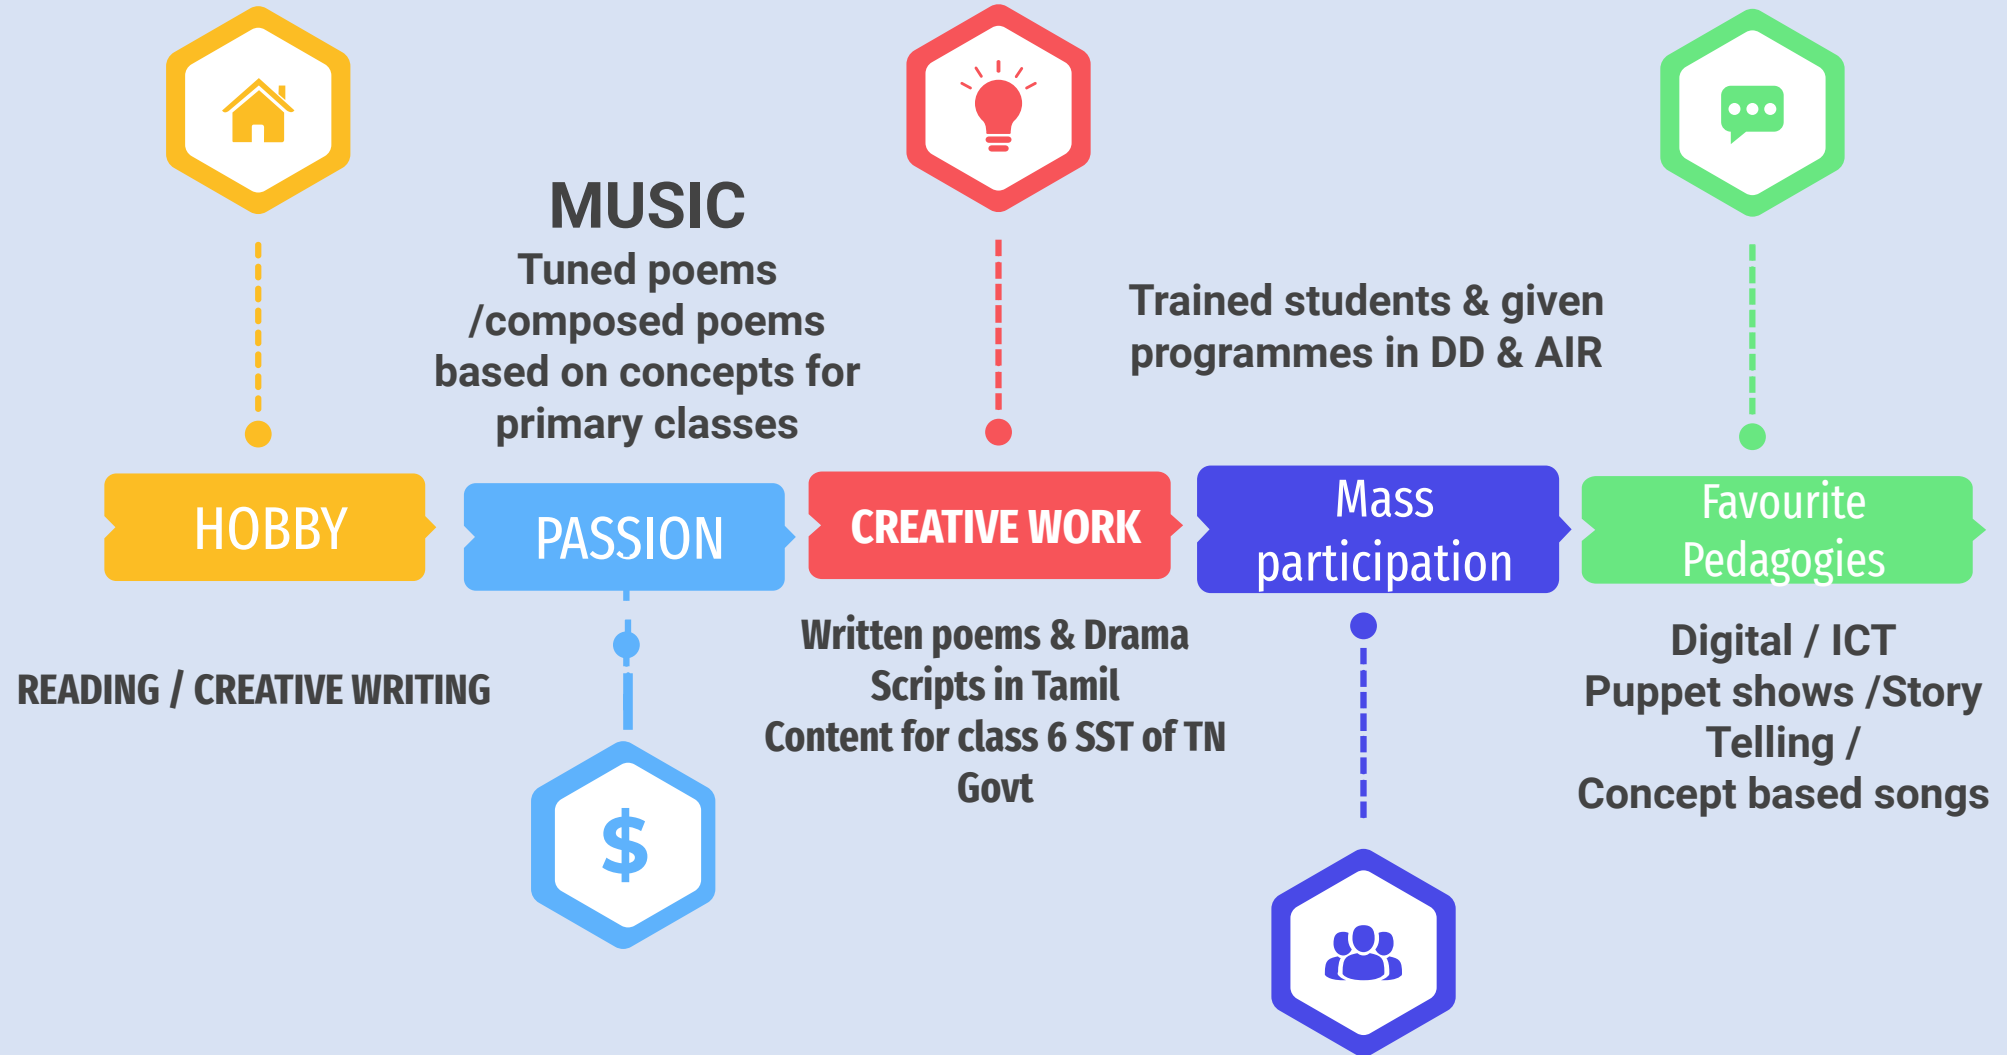 HOBBY
READING / CREATIVE WRITING
MUSIC
Tuned poems
/composed poems
based on concepts for
primary classes
PASSION
$
CREATIVE WORK
Written poems & Drama
Scripts in Tamil
Content for class 6 SST of TN
Govt
Trained students & given
programmes in DD & AIR
Mass
participation
Favourite
Pedagogies
Digital / ICT
Puppet shows /Story
Telling /
Concept based songs